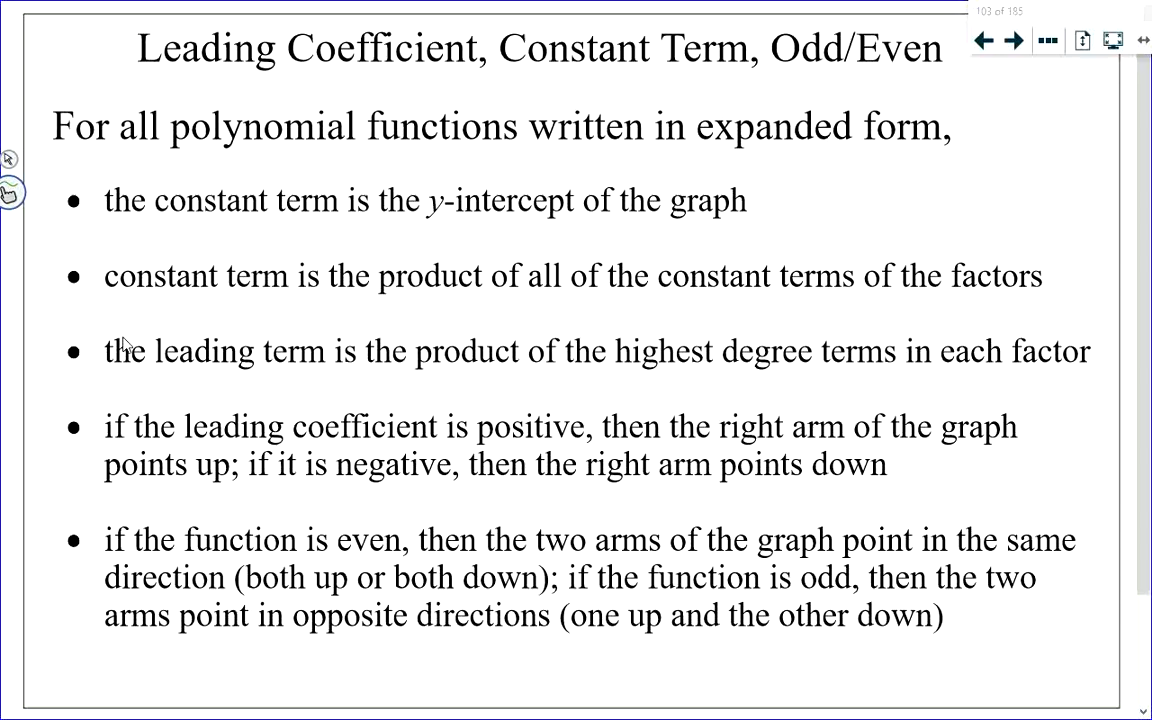 103 of 185
Leading Coefficient, Constant Term, Odd/Even
For all polynomial functions written in expanded form,
• the constant term is the y-intercept of the graph
• constant term is the product of all of the constant terms of the factors
• the leading term is the product of the highest degree terms in each factor
• if the leading coefficient is positive, then the right arm of the graph
points up; if it is negative, then the right arm points down
• if the function is even, then the two arms of the graph point in the same
direction (both up or both down); if the function is odd, then the two
arms point in opposite directions (one up and the other down)